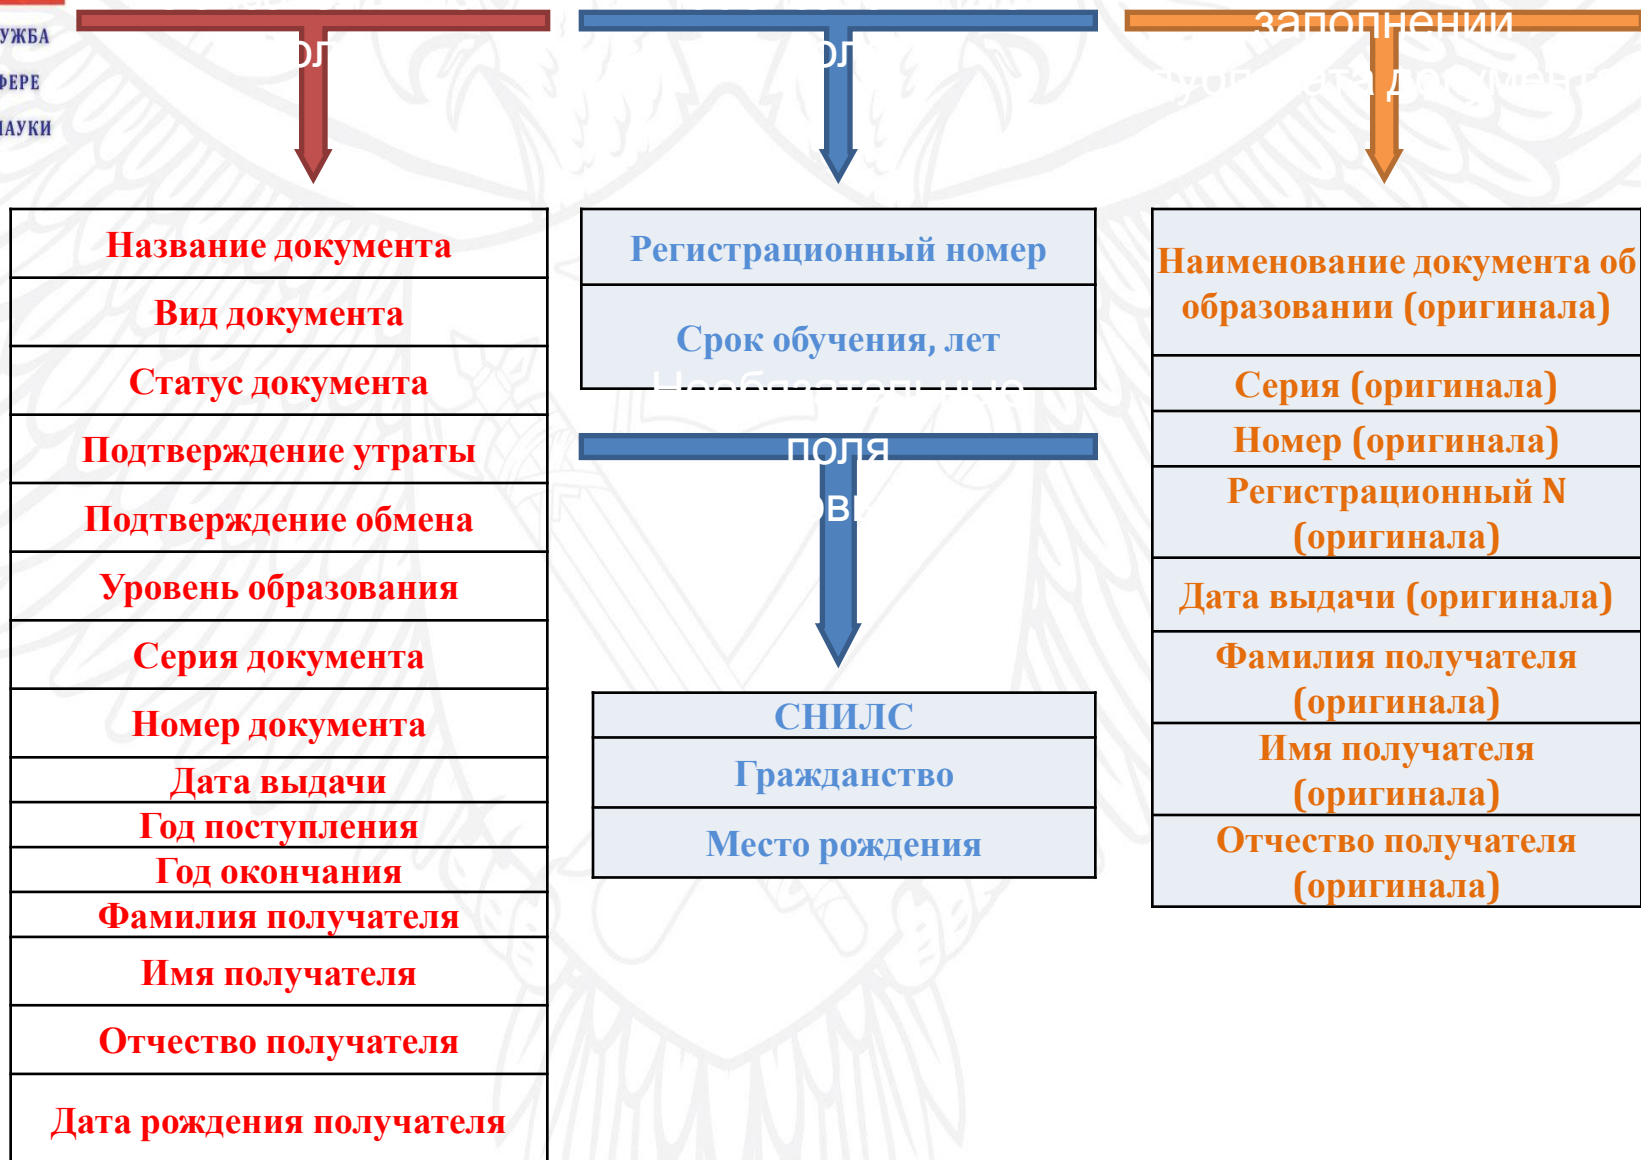 заполнении
Название документа
Вид документа
Статус документа
Подтверждение утраты
Подтверждение обмена
Уровень образования
Серия документа
Номер документа
Дата выдачи
Год поступления
Год окончания
Фамилия получателя
Имя получателя
Отчество получателя
Дата рождения получателя
Регистрационный номер
Срок обучения, лет
Необязательные
поля
СНИЛС
Гражданство
Место рождения
Наименование документа об
образовании (оригинала)
Серия (оригинала)
Номер (оригинала)
Регистрационный N
(оригинала)
Дата выдачи (оригинала)
Фамилия получателя
(оригинала)
Имя получателя
(оригинала)
Отчество получателя
(оригинала)